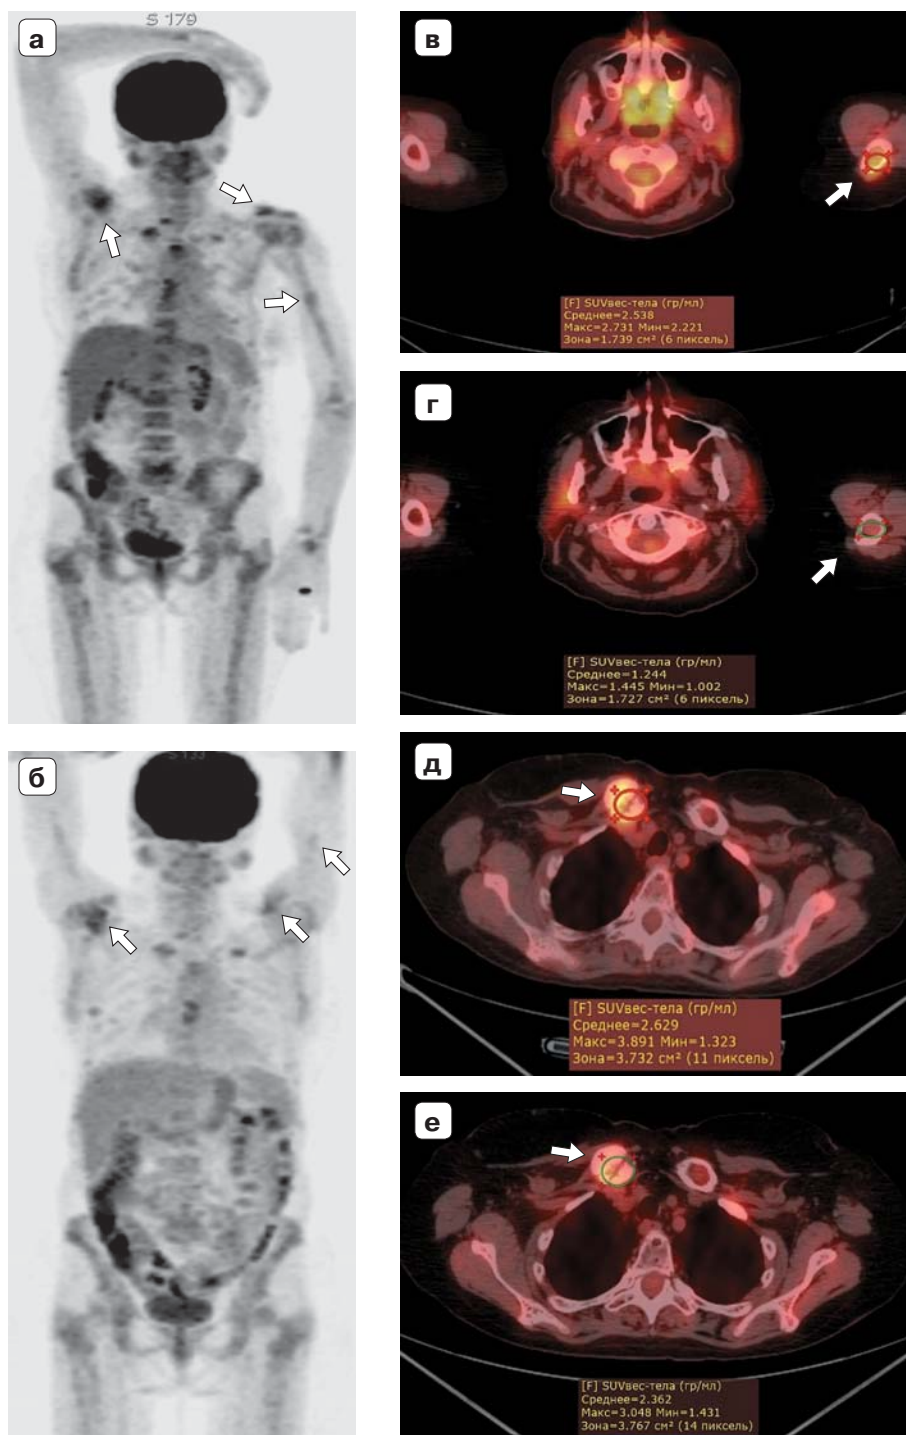 а
S 179
в
[F] SUVвес-тела (гр/мл)
Среднее=2.538
Макс=2.731 Мин=2.221
Зона=1.739 см² (6 пиксель)
г
[F] SUVвес-тела (гр/мл)
Среднее=1.244
Макс=1.445 Мин=1.002
Зона=1.727 см² (6 пиксель)
б
д
[F] SUVвес-тела (гр/мл)
Среднее=2.629
Макс=3.891 Мин=1.323
Зона=3.732 см² (11 пиксель)
е
[F] SUVвес-тела (гр/мл)
Среднее=2.362
Макс=3.048 Мин=1.431
Зона=3.767 см² (14 пиксель)